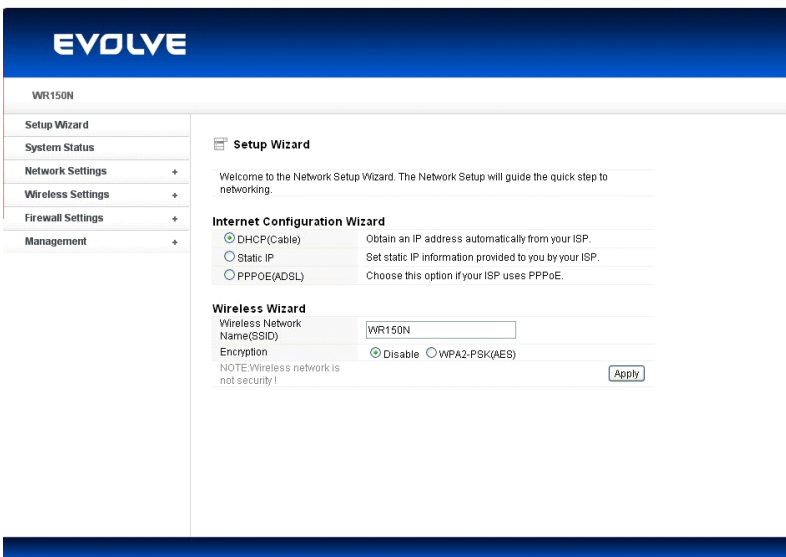 EVOLVE
WR150N
Setup Wizard
System Status
Network Settings +
Wireless Settings +
Firewall Settings +
Management +
Setup Wizard
Welcome to the Network Setup Wizard. The Network Setup will guide the quick step to
networking.
Internet Configuration Wizard
DHCP(Cable) Obtain an IP address automatically from your ISP.
Static IP Set static IP information provided to you by your ISP.
PPPOE(ADSL) Choose this option if your ISP uses PPPoE.
Wireless Wizard
Wireless Network
Name(SSID) WR150N
Encryption Disable WPA2-PSK(AES)
NOTE:Wireless network is
not security !
Apply